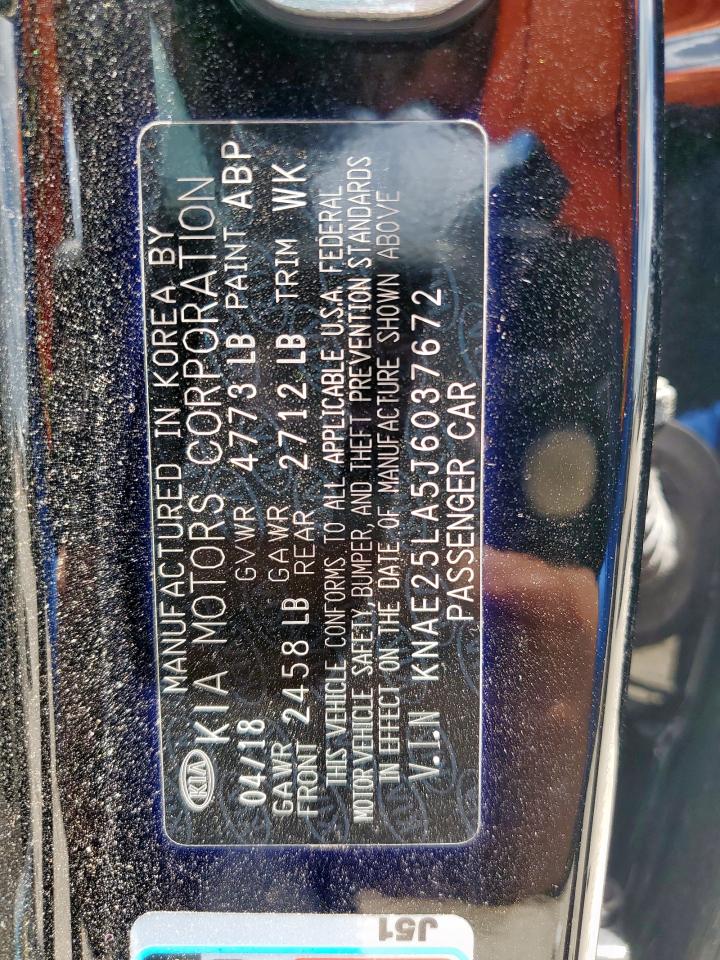 MANUFACTURED IN KOREA BY
KIA KIA MOTORS CORPORATION
04/18 GVWR 4773 LB PAINT ABP
GAWR FRONT 2458 LB GAWR REAR 2712 LB TRIM WK
THIS VEHICLE CONFORMS TO ALL APPLICABLE U.S.A. FEDERAL
MOTOR VEHICLE SAFETY, BUMPER, AND THEFT PREVENTION STANDARDS
IN EFFECT ON THE DATE OF MANUFACTURE SHOWN ABOVE
V.I.N KNAE25LA5J6037672
PASSENGER CAR
J51